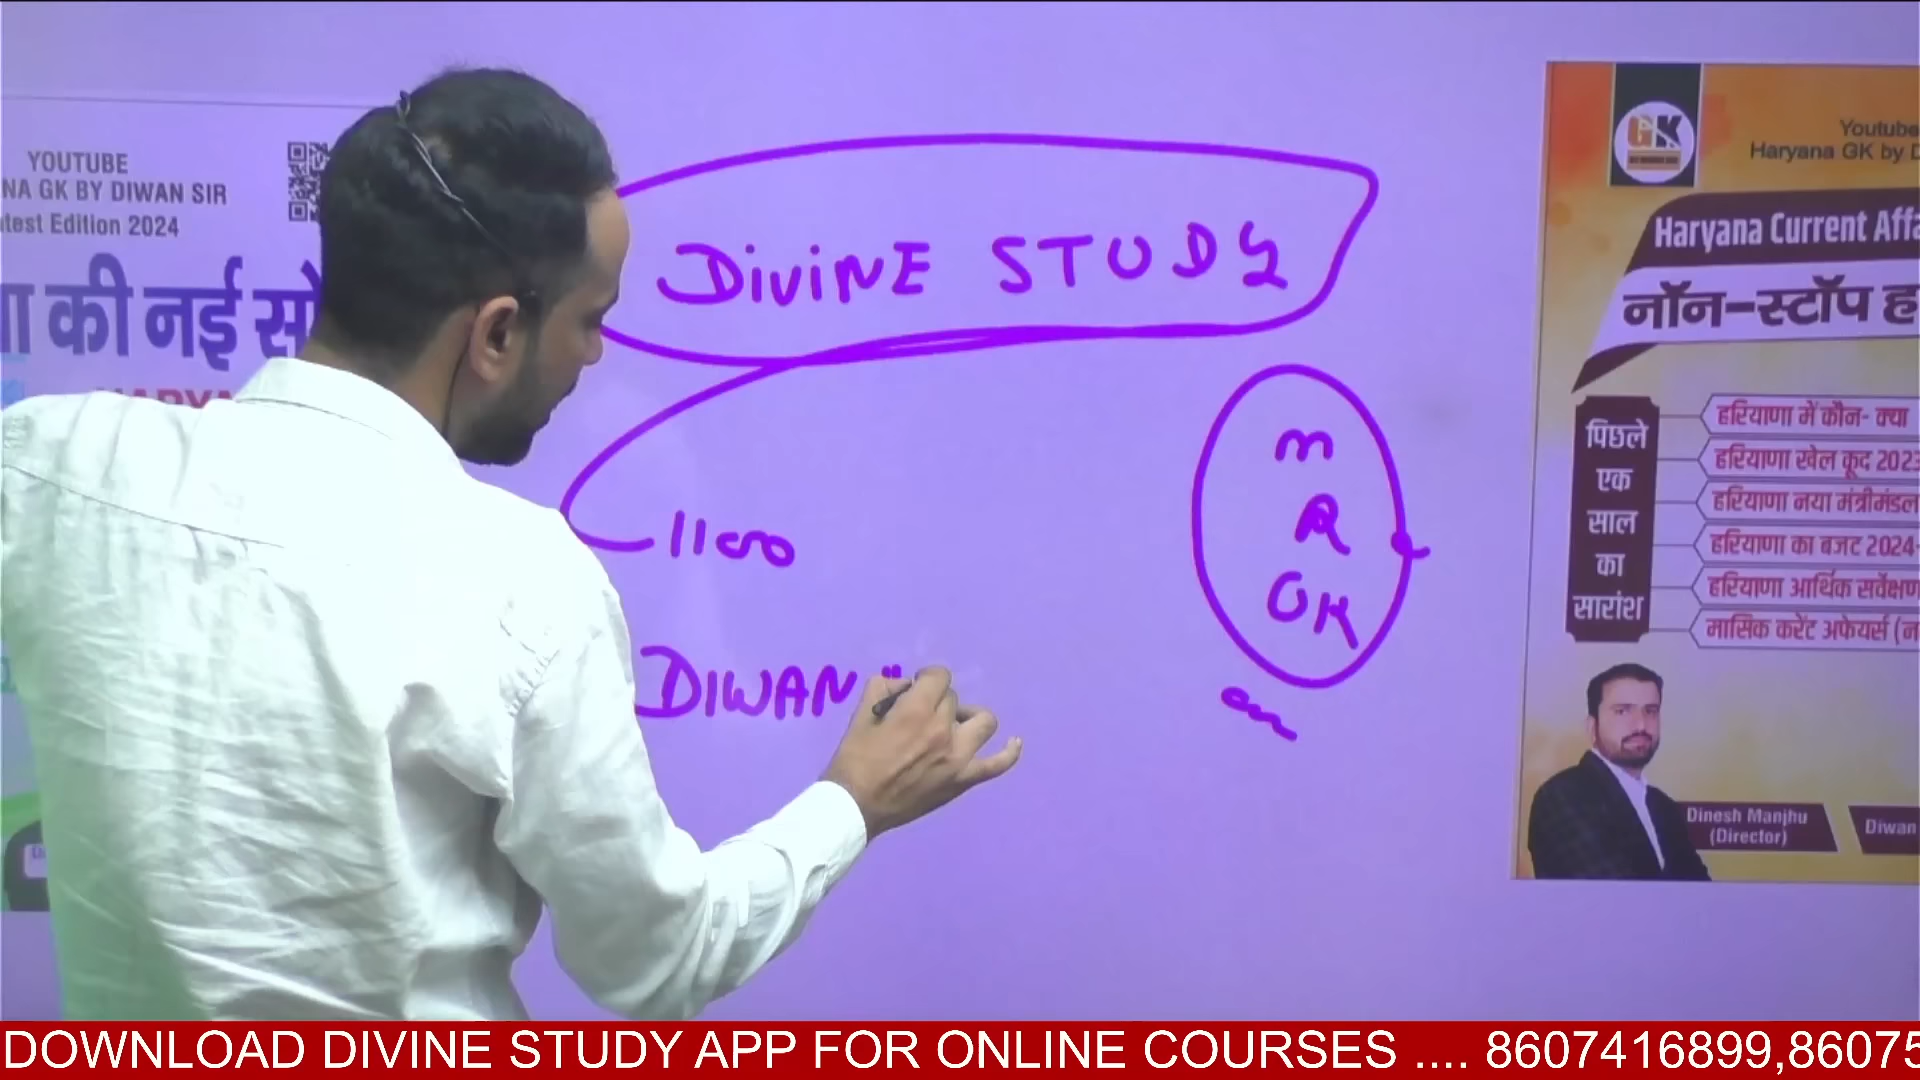 YOUTUBE
NA GK BY DIWAN SIR
test Edition 2024
की नई
DIVINE STUDY
1100
DIWAN
m
R
OK
GK
Youtube
Haryana GK by D
Haryana Current Affa
नॉन-स्टॉप ह
पिछले
एक
साल
का
सारांश
हरियाणा में कौन- क्या
हरियाणा खेल कूद 2023
हरियाणा नया मंत्रीमंडल
हरियाणा का बजट 2024-
हरियाणा आर्थिक सर्वेक्षण
मासिक करेंट अफेयर्स (न
Dinesh Manjhu
(Director)
Diwan
DOWNLOAD DIVINE STUDY APP FOR ONLINE COURSES .... 8607416899,86075